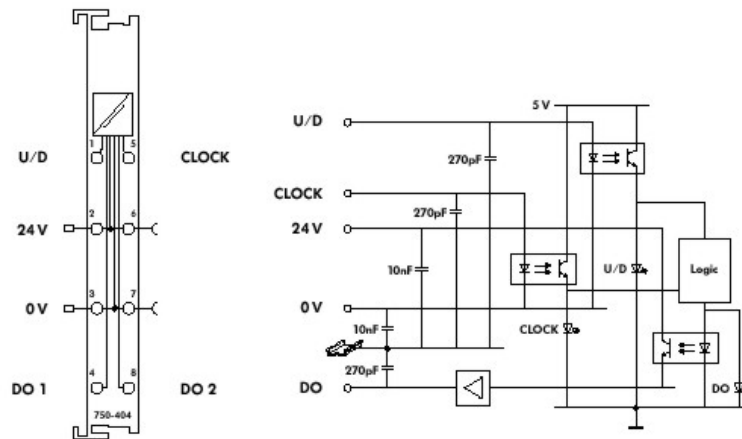 U/D
1
5
CLOCK
24 V
2
6
0 V
3
7
DO 1
4
8
DO 2
750-404
5 V
U/D
270pF
CLOCK
270pF
24 V
10nF
U/D
Logic
0 V
10nF
CLOCK
270pF
DO
DO